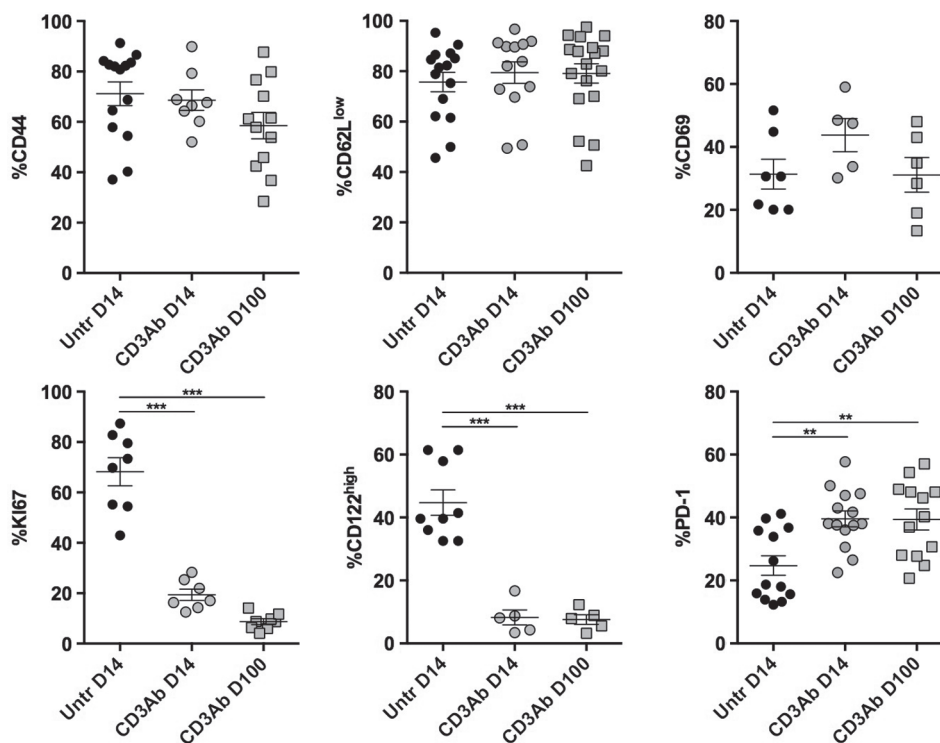 %CD44
100
80
60
40
20
0
Untr D14
CD3Ab D14
CD3Ab D100
%CD62Llow
100
80
60
40
20
0
Untr D14
CD3Ab D14
CD3Ab D100
%CD69
80
60
40
20
0
Untr D14
CD3Ab D14
CD3Ab D100
%KI67
100
80
60
40
20
0
***
***
Untr D14
CD3Ab D14
CD3Ab D100
%CD122high
80
60
40
20
0
***
***
Untr D14
CD3Ab D14
CD3Ab D100
%PD-1
80
60
40
20
0
**
**
Untr D14
CD3Ab D14
CD3Ab D100